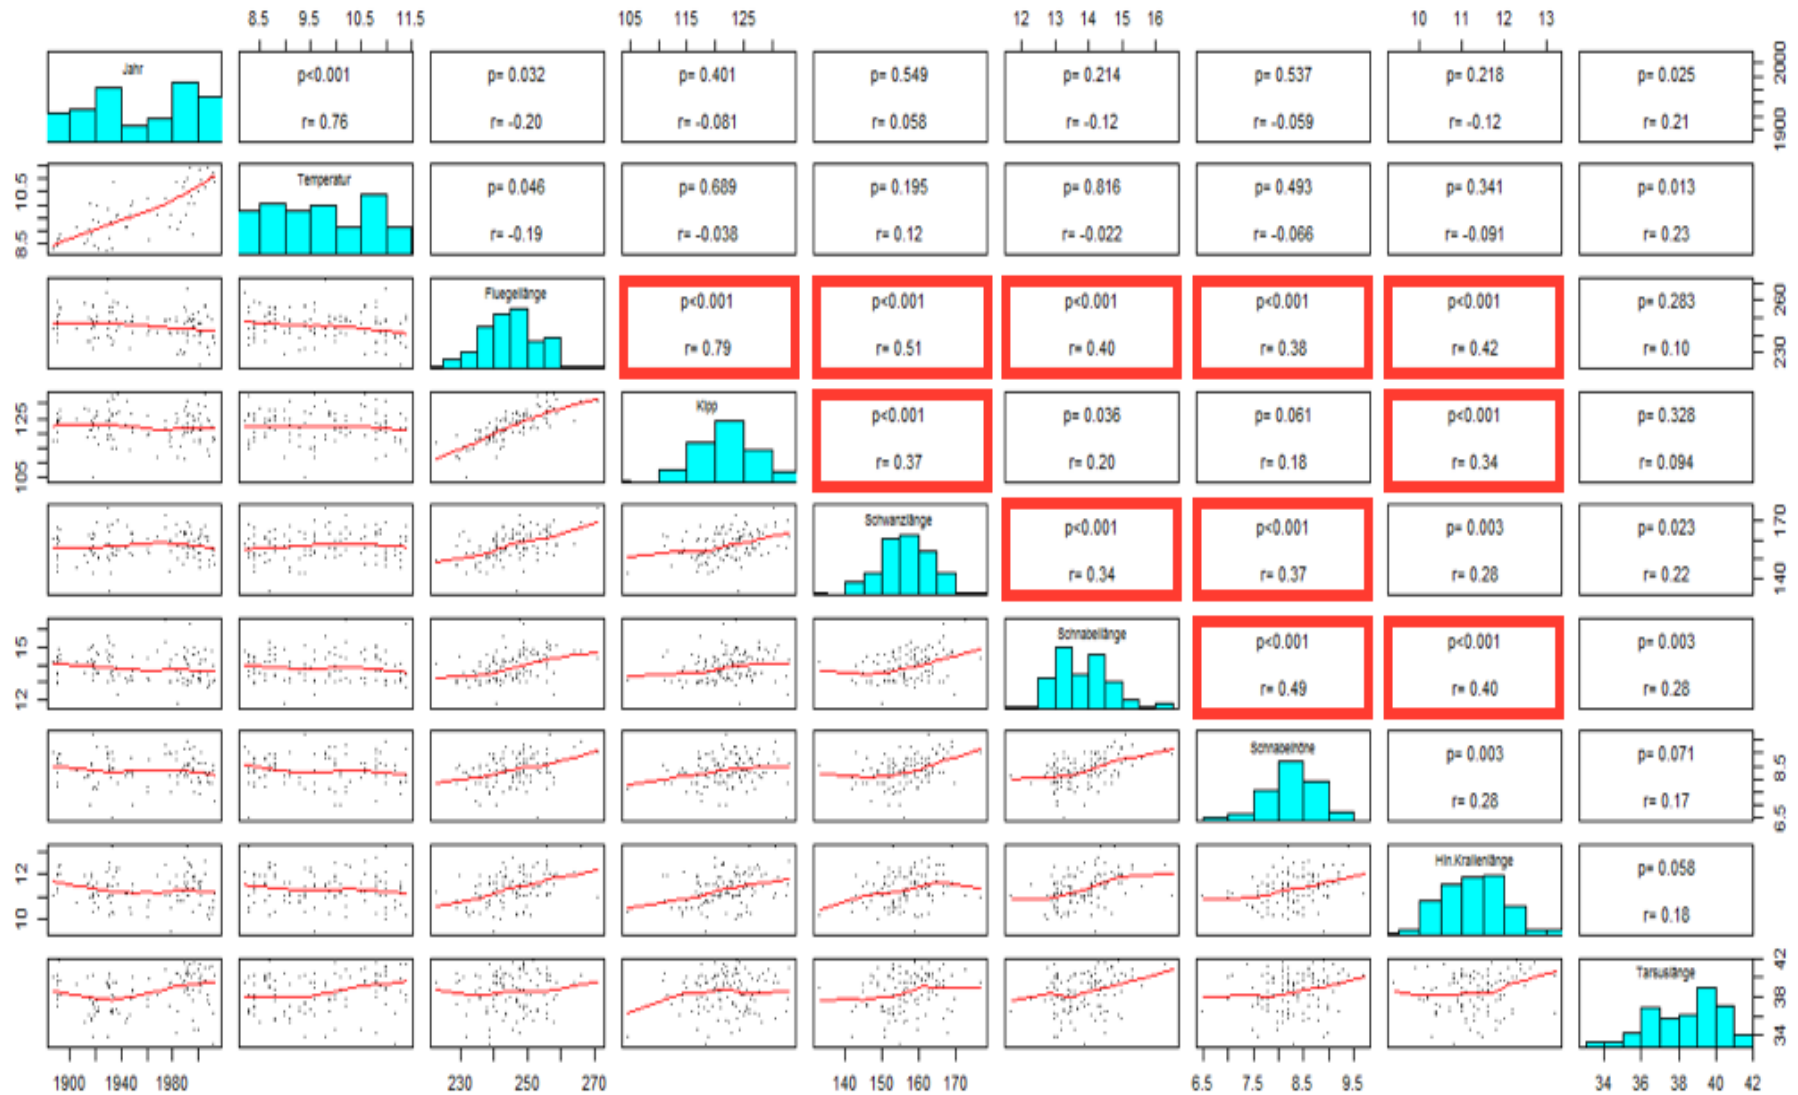 8.5 9.5 10.5 11.5 105 115 125 12 13 14 15 16 10 11 12 13
Jahr
p<0.001
r= 0.76
p= 0.032
r= -0.20
p= 0.401
r= -0.081
p= 0.549
r= 0.058
p= 0.214
r= -0.12
p= 0.537
r= -0.059
p= 0.218
r= -0.12
p= 0.025
r= 0.21
1900 2000
8.5 10.5
Temperatur
p= 0.046
r= -0.19
p= 0.689
r= -0.038
p= 0.195
r= 0.12
p= 0.816
r= -0.022
p= 0.493
r= -0.066
p= 0.341
r= -0.091
p= 0.013
r= 0.23
Fluegellänge
p<0.001
r= 0.79
p<0.001
r= 0.51
p<0.001
r= 0.40
p<0.001
r= 0.38
p<0.001
r= 0.42
p= 0.283
r= 0.10
230 260
105 125
Kipp
p<0.001
r= 0.37
p= 0.036
r= 0.20
p= 0.061
r= 0.18
p<0.001
r= 0.34
p= 0.328
r= 0.094
Schwanzlänge
p<0.001
r= 0.34
p<0.001
r= 0.37
p= 0.003
r= 0.28
p= 0.023
r= 0.22
140 170
12 15
Schnabellänge
p<0.001
r= 0.49
p<0.001
r= 0.40
p= 0.003
r= 0.28
Schnabelhöhe
p= 0.003
r= 0.28
p= 0.071
r= 0.17
6.5 8.5
10 12
Hin.Krallenlänge
p= 0.058
r= 0.18
Tarsuslänge
34 38 42
1900 1940 1980 230 250 270 140 150 160 170 6.5 7.5 8.5 9.5 34 36 38 40 42